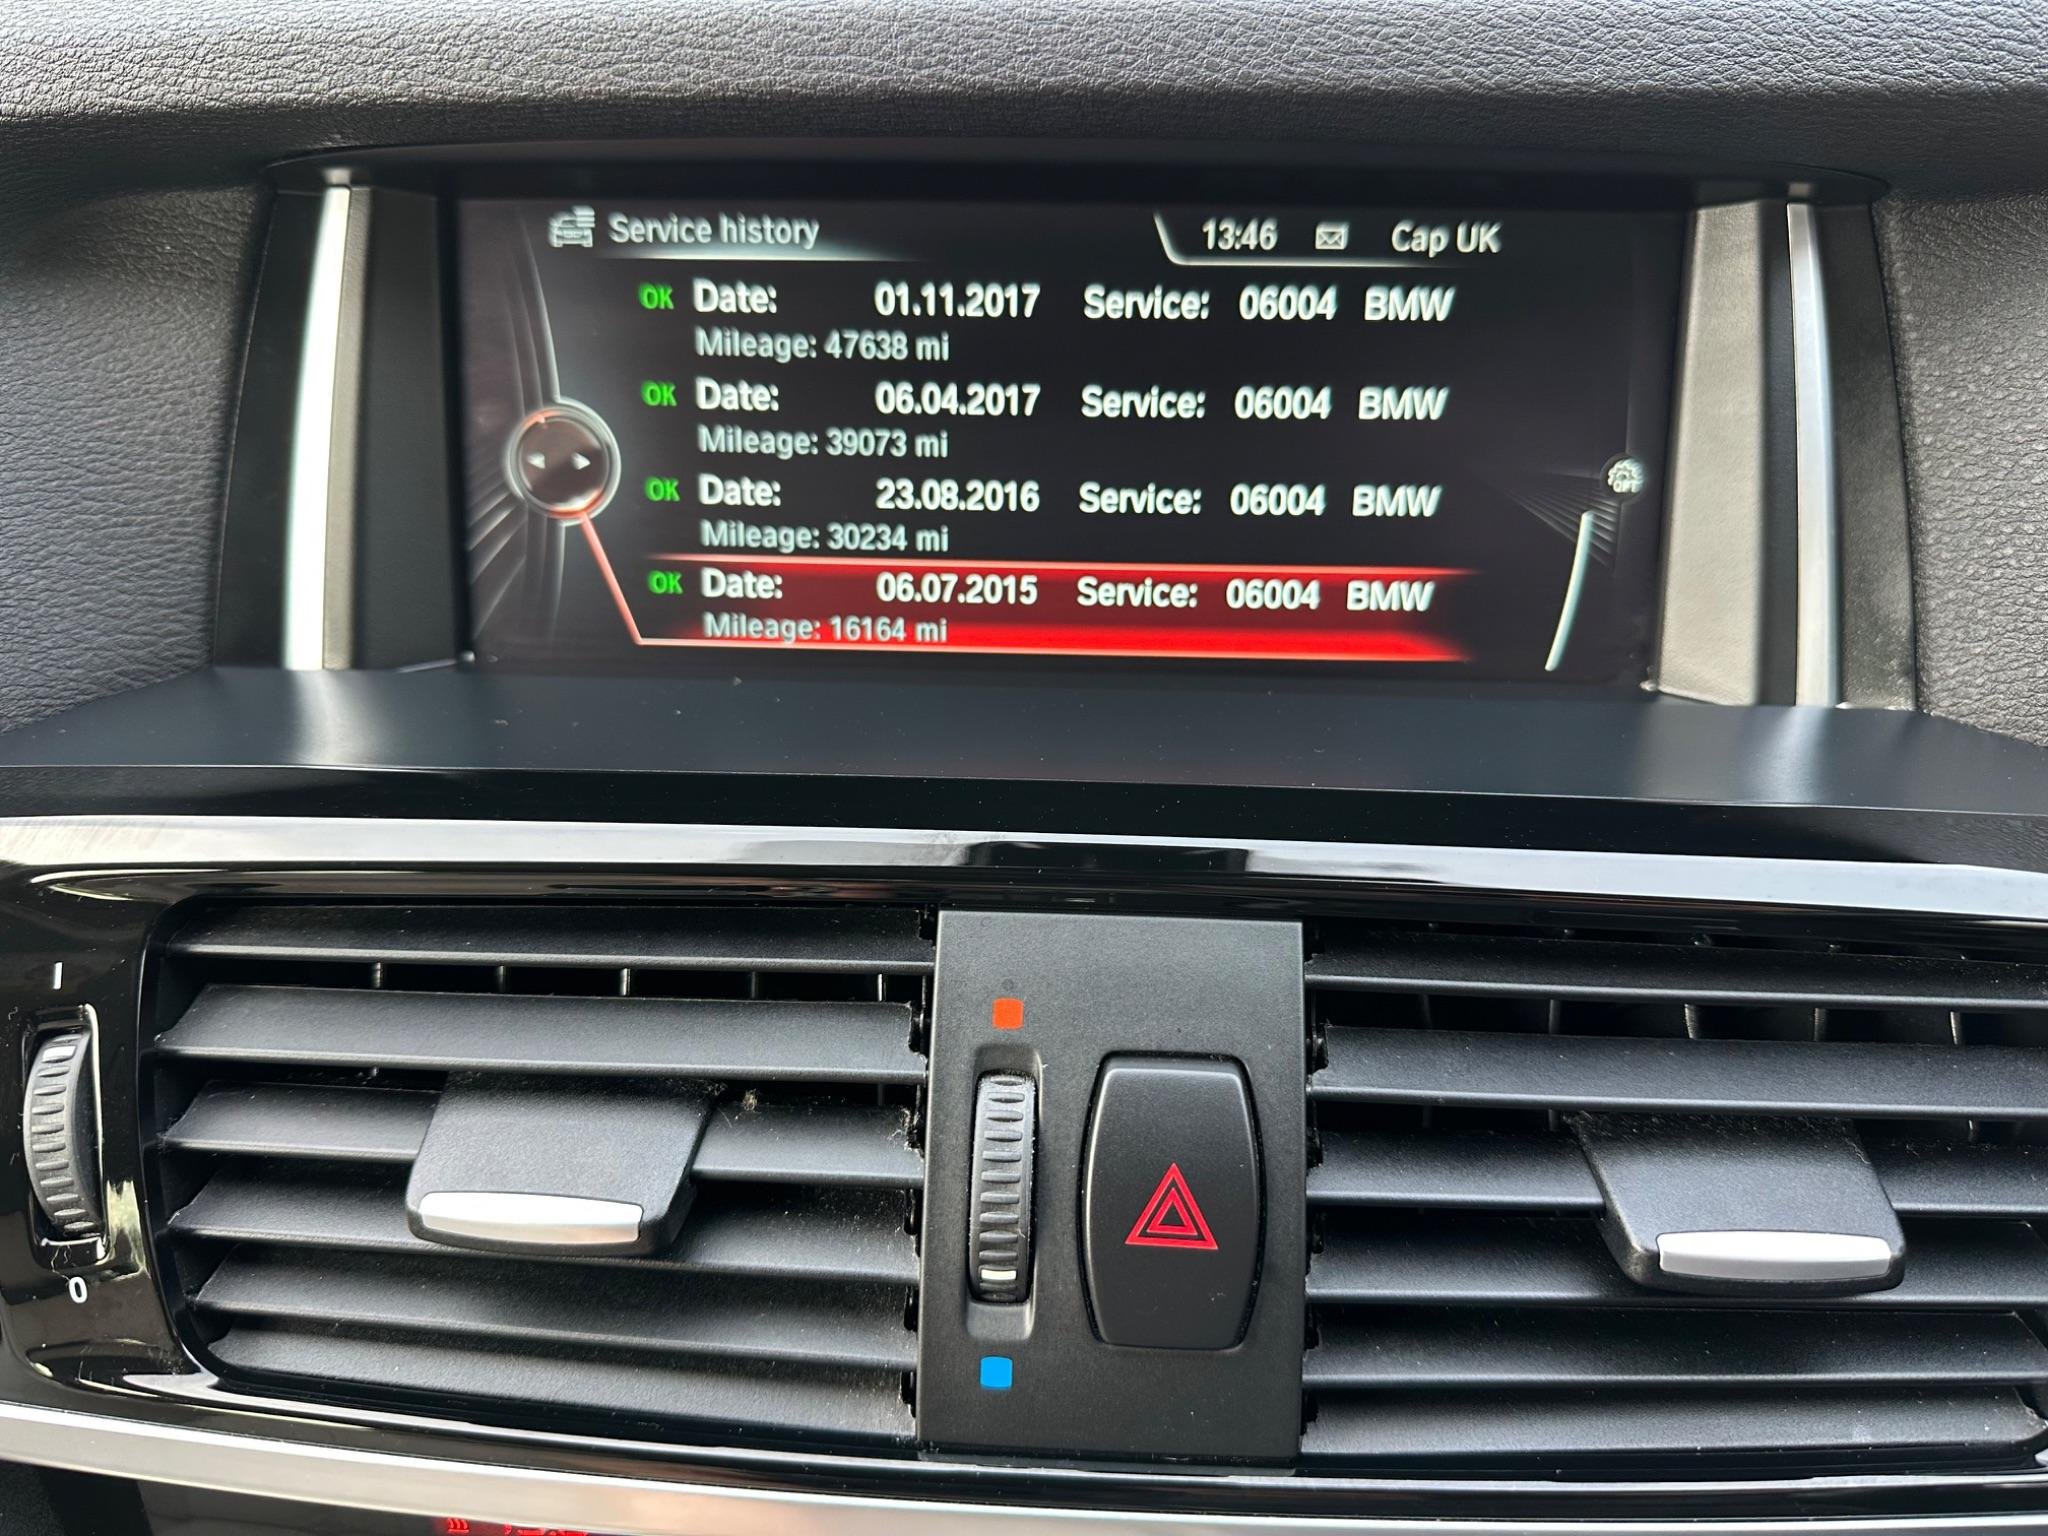 Service history 13:46 Cap UK
OK Date: 01.11.2017 Service: 06004 BMW
Mileage: 47638 mi
OK Date: 06.04.2017 Service: 06004 BMW
Mileage: 39073 mi
OK Date: 23.08.2016 Service: 06004 BMW
Mileage: 30234 mi
OK Date: 06.07.2015 Service: 06004 BMW
Mileage: 16164 mi
I
0